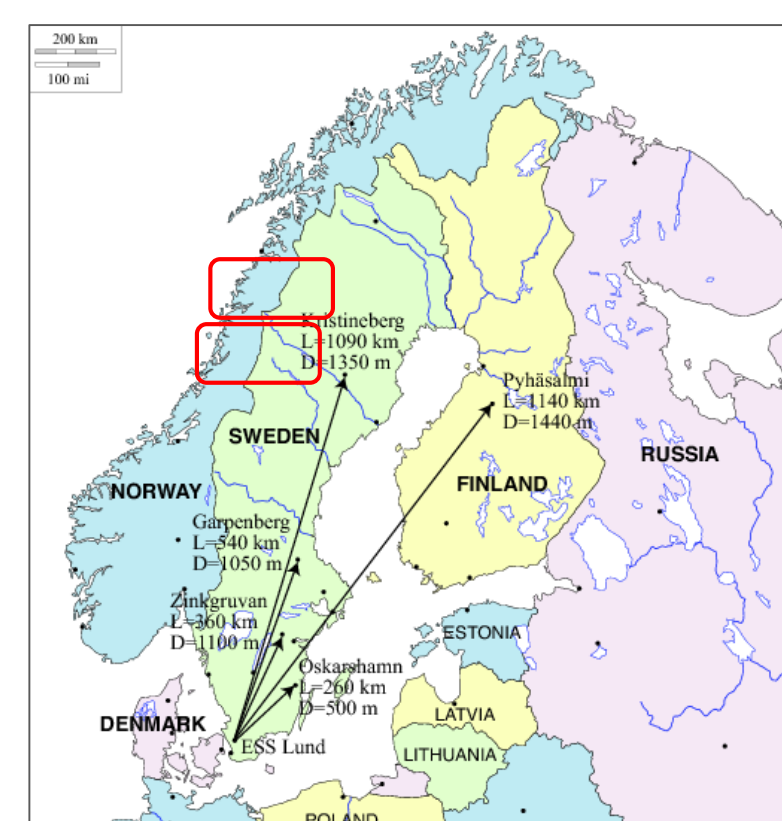 200 km
100 mi
Kristineberg
L=1090 km
D=1350 m
Pyhäsalmi
L=1140 km
D=1440 m
SWEDEN
RUSSIA
NORWAY
FINLAND
Garpenberg
L=540 km
D=1050 m
Zinkgruvan
L=360 km
D=1100 m
ESTONIA
Oskarshamn
L=260 km
D=500 m
LATVIA
DENMARK
ESS Lund
LITHUANIA
POLAND